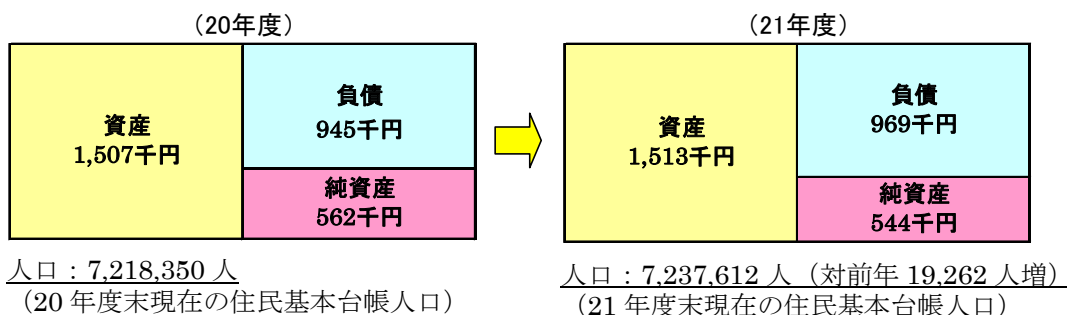 （20年度）
資産
1,507千円
負債
945千円
純資産
562千円
人口：7,218,350 人
（20 年度末現在の住民基本台帳人口）
（21年度）
資産
1,513千円
負債
969千円
純資産
544千円
人口：7,237,612 人（対前年 19,262 人増）
（21 年度末現在の住民基本台帳人口）